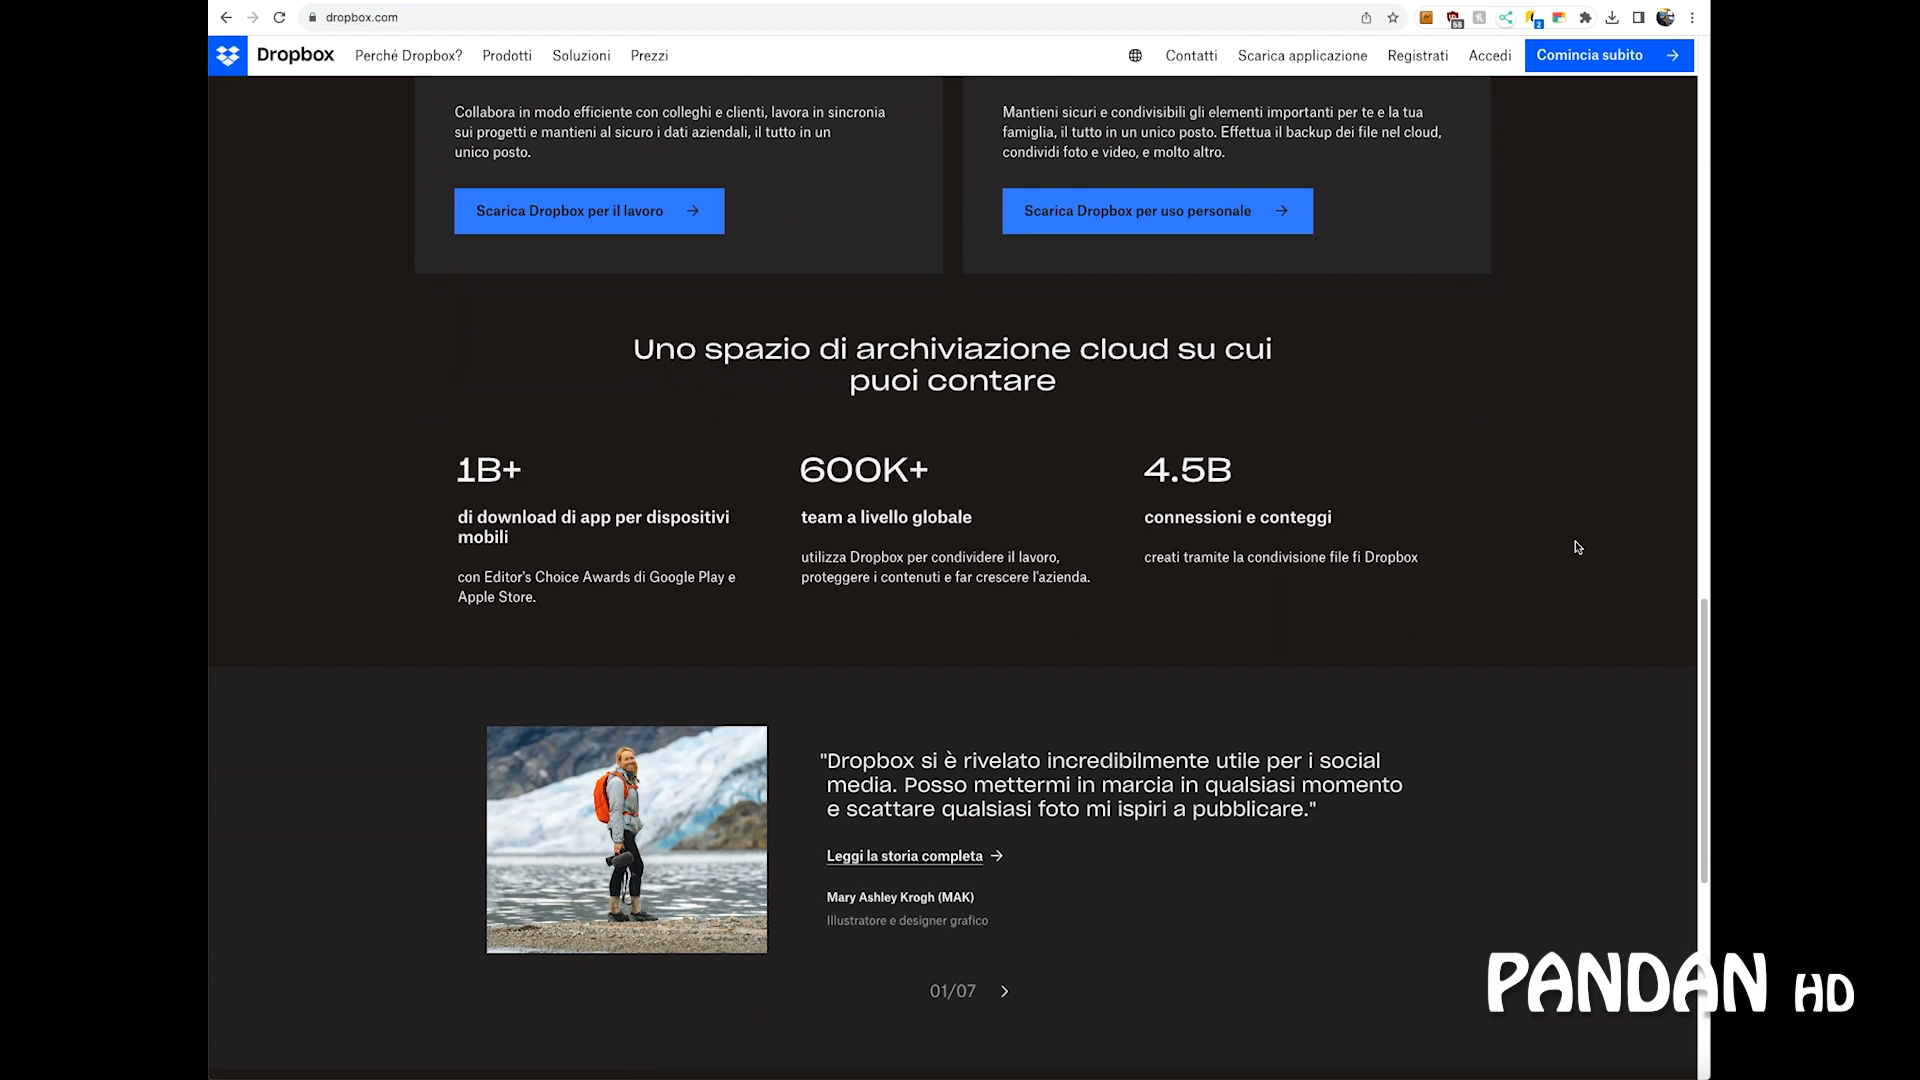 dropbox.com
58
2
Dropbox
Perché Dropbox?
Prodotti
Soluzioni
Prezzi
Contatti
Scarica applicazione
Registrati
Accedi
Comincia subito
Collabora in modo efficiente con colleghi e clienti, lavora in sincronia
sui progetti e mantieni al sicuro i dati aziendali, il tutto in un
unico posto.
Scarica Dropbox per il lavoro
Mantieni sicuri e condivisibili gli elementi importanti per te e la tua
famiglia, il tutto in un unico posto. Effettua il backup dei file nel cloud,
condividi foto e video, e molto altro.
Scarica Dropbox per uso personale
Uno spazio di archiviazione cloud su cui
puoi contare
1B+
di download di app per dispositivi
mobili
con Editor's Choice Awards di Google Play e
Apple Store.
600K+
team a livello globale
utilizza Dropbox per condividere il lavoro,
proteggere i contenuti e far crescere l'azienda.
4.5B
connessioni e conteggi
creati tramite la condivisione file fi Dropbox
"Dropbox si è rivelato incredibilmente utile per i social
media. Posso mettermi in marcia in qualsiasi momento
e scattare qualsiasi foto mi ispiri a pubblicare."
Leggi la storia completa
Mary Ashley Krogh (MAK)
Illustratore e designer grafico
01/07
PANDAN HD